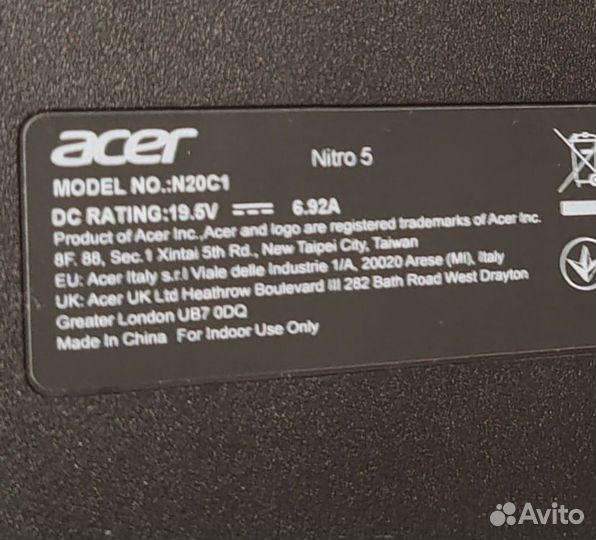 acer
Nitro 5
MODEL NO.:N20C1
DC RATING:19.5V 6.92A
Product of Acer Inc.,Acer and logo are registered trademarks of Acer Inc.
8F, 88, Sec.1 Xintai 5th Rd., New Taipei City, Taiwan
EU: Acer Italy s.r.l Viale delle Industrie 1/A, 20020 Arese (MI), Italy
UK: Acer UK Ltd Heathrow Boulevard III 282 Bath Road West Drayton
Greater London UB7 0DQ
Made In China For Indoor Use Only
Avito